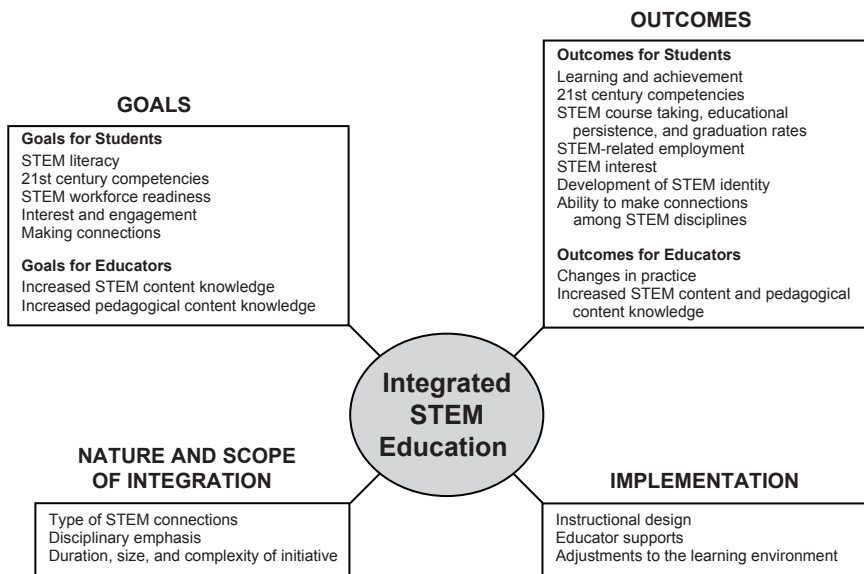 GOALS
Goals for Students
STEM literacy
21st century competencies
STEM workforce readiness
Interest and engagement
Making connections
Goals for Educators
Increased STEM content knowledge
Increased pedagogical content knowledge
OUTCOMES
Outcomes for Students
Learning and achievement
21st century competencies
STEM course taking, educational
persistence, and graduation rates
STEM-related employment
STEM interest
Development of STEM identity
Ability to make connections
among STEM disciplines
Outcomes for Educators
Changes in practice
Increased STEM content and pedagogical
content knowledge
Integrated
STEM
Education
NATURE AND SCOPE
OF INTEGRATION
Type of STEM connections
Disciplinary emphasis
Duration, size, and complexity of initiative
IMPLEMENTATION
Instructional design
Educator supports
Adjustments to the learning environment